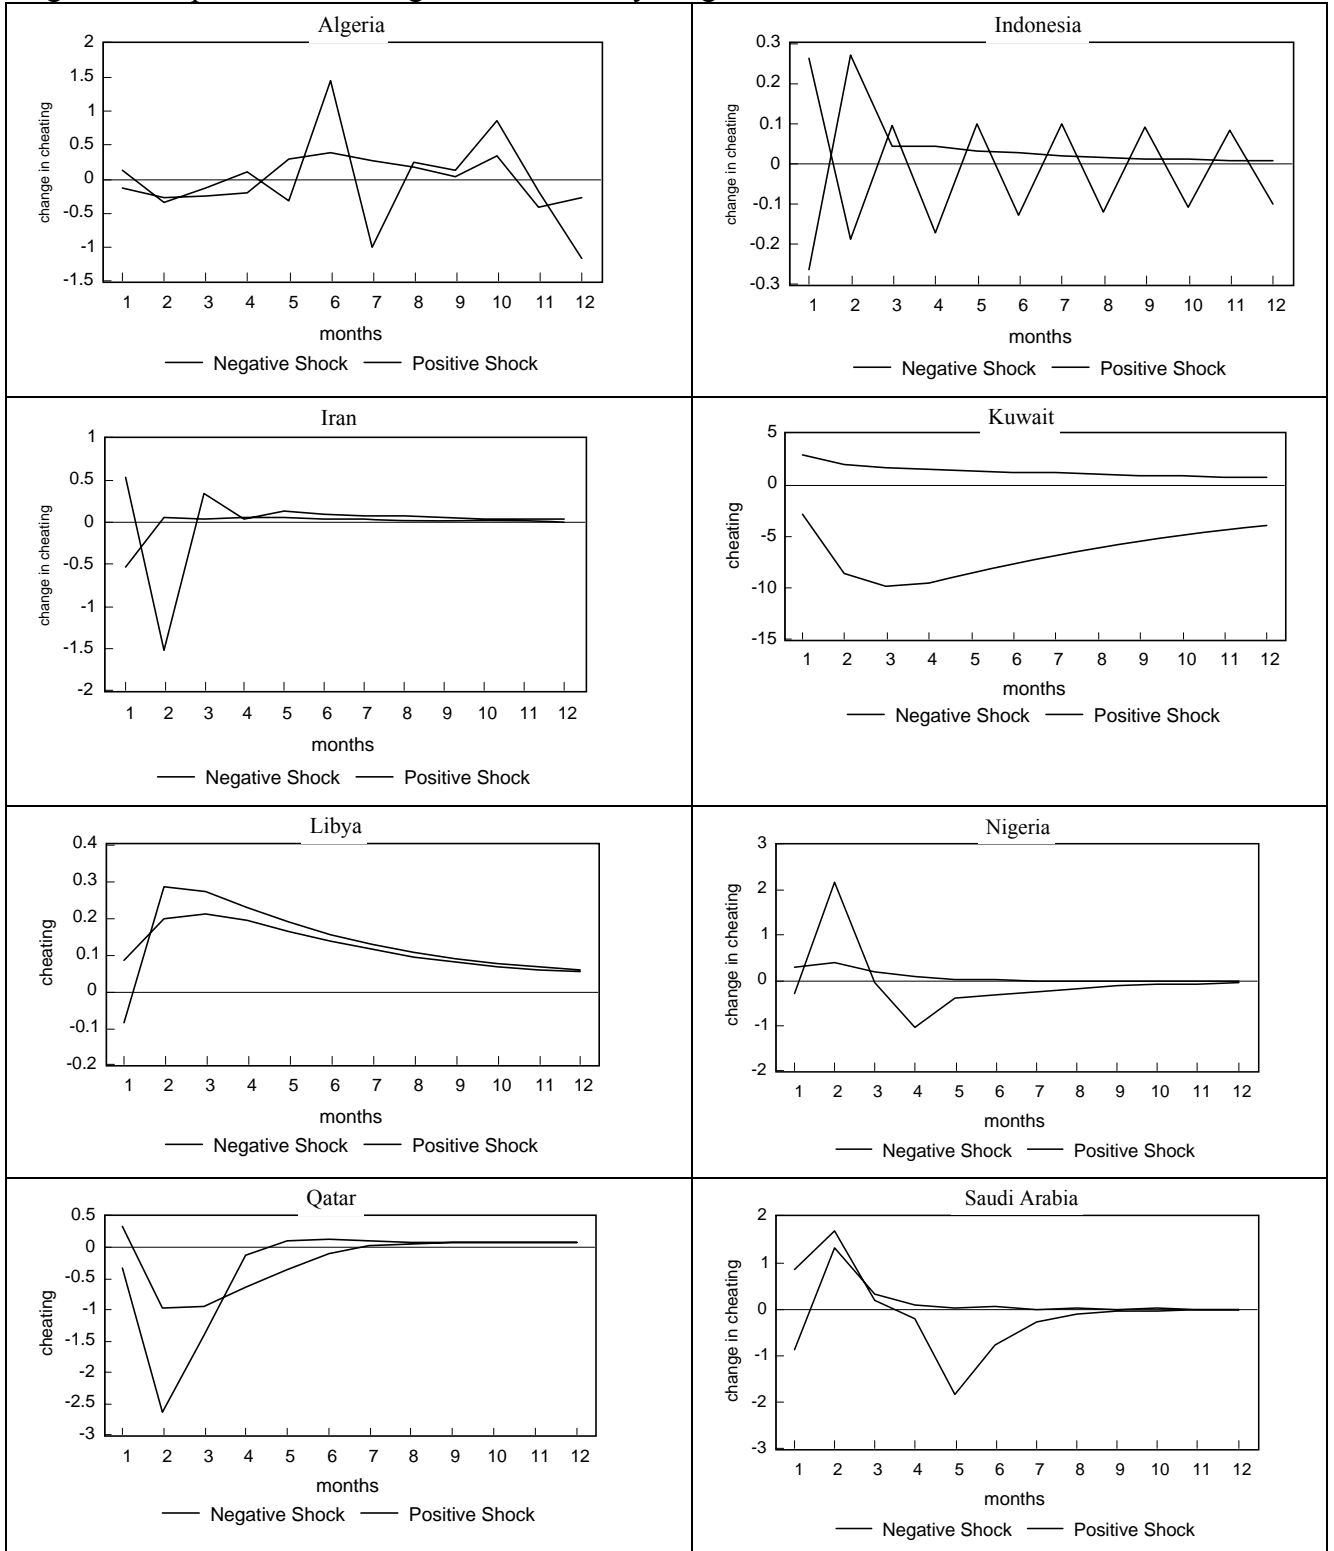 Algeria
2
1.5
1
0.5
0
-0.5
-1
-1.5
change in cheating
1 2 3 4 5 6 7 8 9 10 11 12
months
Negative Shock Positive Shock
Indonesia
0.3
0.2
0.1
0
-0.1
-0.2
-0.3
change in cheating
1 2 3 4 5 6 7 8 9 10 11 12
months
Negative Shock Positive Shock
Iran
1
0.5
0
-0.5
-1
-1.5
-2
change in cheating
1 2 3 4 5 6 7 8 9 10 11 12
months
Negative Shock Positive Shock
Kuwait
5
0
-5
-10
-15
cheating
1 2 3 4 5 6 7 8 9 10 11 12
months
Negative Shock Positive Shock
Libya
0.4
0.3
0.2
0.1
0
-0.1
-0.2
cheating
1 2 3 4 5 6 7 8 9 10 11 12
months
Negative Shock Positive Shock
Nigeria
3
2
1
0
-1
-2
change in cheating
1 2 3 4 5 6 7 8 9 10 11 12
months
Negative Shock Positive Shock
Qatar
0.5
0
-0.5
-1
-1.5
-2
-2.5
-3
cheating
1 2 3 4 5 6 7 8 9 10 11 12
months
Negative Shock Positive Shock
Saudi Arabia
2
1
0
-1
-2
-3
change in cheating
1 2 3 4 5 6 7 8 9 10 11 12
months
Negative Shock Positive Shock